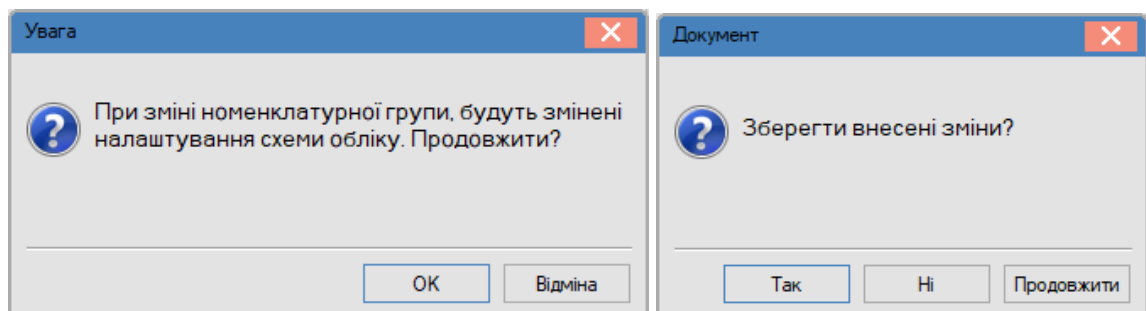 Увага
При зміні номенклатурної групи, будуть змінені
налаштування схеми обліку. Продовжити?
ОК
Відміна
Документ
Зберегти внесені зміни?
Так
Ні
Продовжити